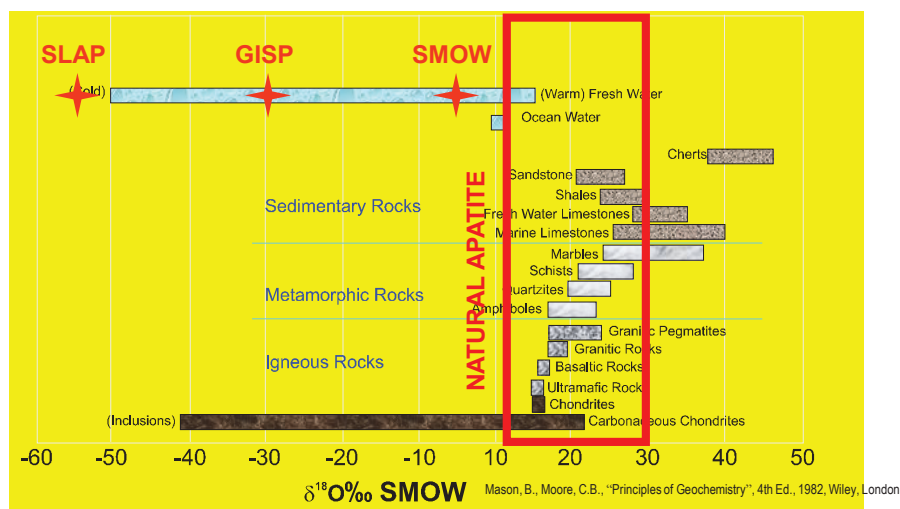 SLAP GISP SMOW
(Cold) (Warm) Fresh Water
Ocean Water
Cherts
Sandstone
Shales
Sedimentary Rocks
Fresh Water Limestones
Marine Limestones
Marbles
Schists
Metamorphic Rocks
Quartzites
Amphiboles
NATURAL APATITE
Granitic Pegmatites
Granitic Rocks
Igneous Rocks
Basaltic Rocks
Ultramafic Rock
Chondrites
(Inclusions) Carbonaceous Chondrites
-60 -50 -40 -30 -20 10 20 30 40 50
δ¹⁸O‰ SMOW
Mason, B., Moore, C.B., “Principles of Geochemistry”, 4th Ed., 1982, Wiley, London